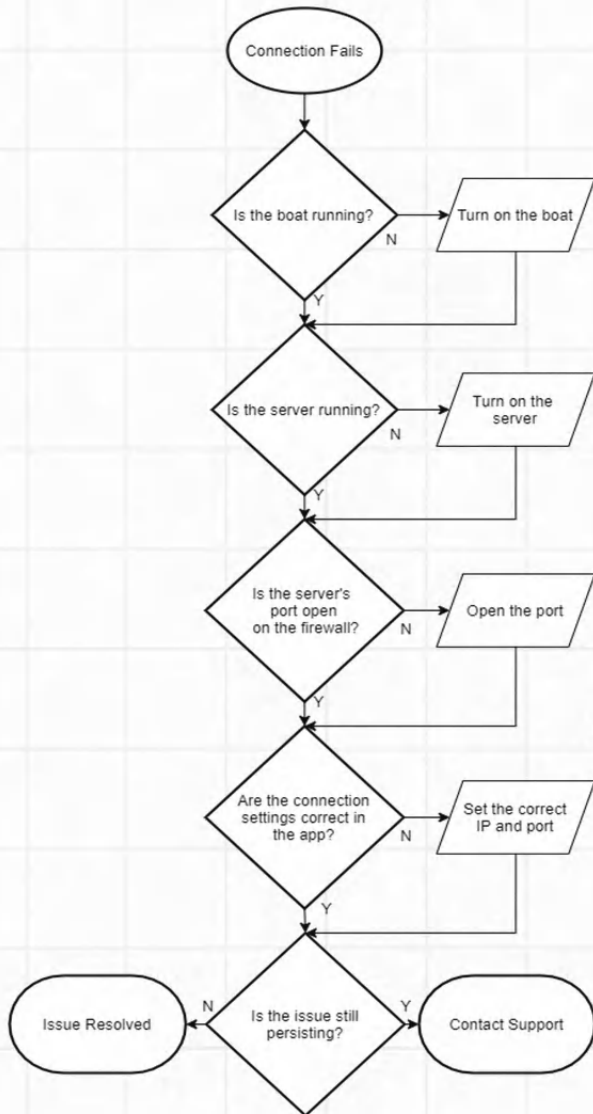 Connection Fails
Is the boat running?
N
Turn on the boat
Y
Is the server running?
N
Turn on the
server
Y
Is the server's
port open
on the firewall?
N
Open the port
Y
Are the connection
settings correct in
the app?
N
Set the correct
IP and port
Y
Issue Resolved
N
Is the issue still
persisting?
Y
Contact Support